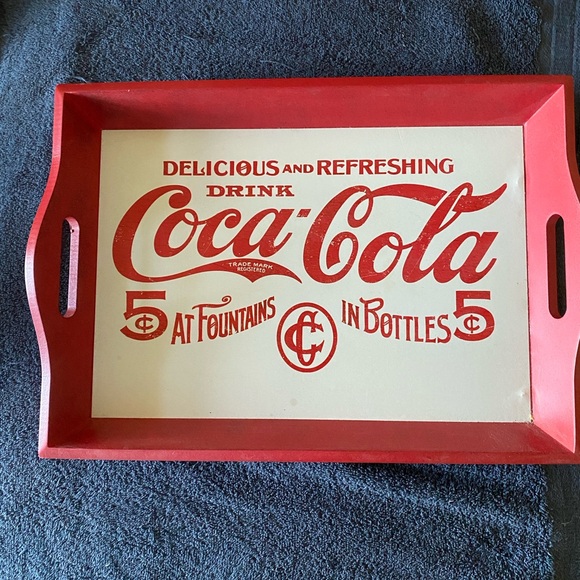 DELICIOUS AND REFRESHING
DRINK
Coca-Cola
TRADE MARK
REGISTERED
5¢ AT FOUNTAINS CC IN BOTTLES 5¢